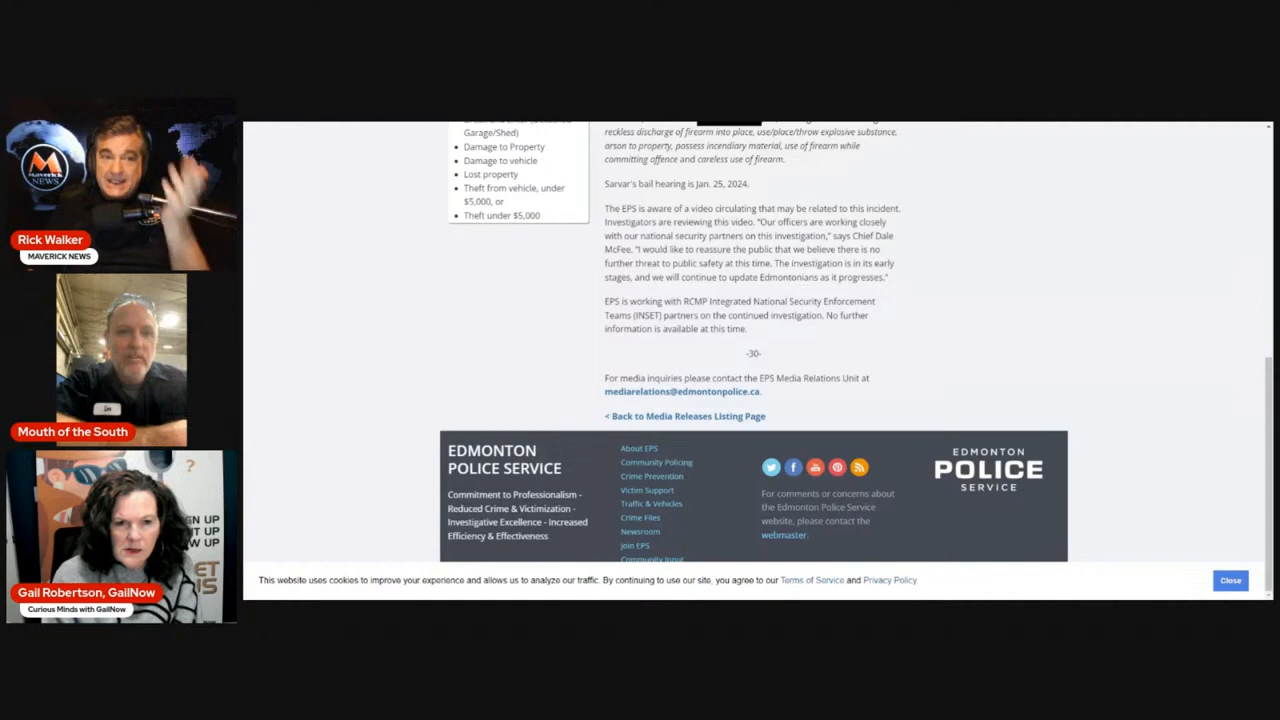 M
MAVERICK
NEWS
Rick Walker
MAVERICK NEWS
Mouth of the South
?
SIGN UP
IT UP
W UP
ET
IS
Gail Robertson, GailNow
Curious Minds with GailNow
Garage/Shed)
• Damage to Property
• Damage to vehicle
• Lost property
• Theft from vehicle, under
$5,000, or
• Theft under $5,000
reckless discharge of firearm into place, use/place/throw explosive substance,
arson to property, possess incendiary material, use of firearm while
committing offence and careless use of firearm.
Sarvar's bail hearing is Jan. 25, 2024.
The EPS is aware of a video circulating that may be related to this incident.
Investigators are reviewing this video. "Our officers are working closely
with our national security partners on this investigation," says Chief Dale
McFee. "I would like to reassure the public that we believe there is no
further threat to public safety at this time. The investigation is in its early
stages, and we will continue to update Edmontonians as it progresses."
EPS is working with RCMP Integrated National Security Enforcement
Teams (INSET) partners on the continued investigation. No further
information is available at this time.
-30-
For media inquiries please contact the EPS Media Relations Unit at
mediarelations@edmontonpolice.ca.
< Back to Media Releases Listing Page
EDMONTON
POLICE SERVICE
Commitment to Professionalism -
Reduced Crime & Victimization -
Investigative Excellence - Increased
Efficiency & Effectiveness
About EPS
Community Policing
Crime Prevention
Victim Support
Traffic & Vehicles
Crime Files
Newsroom
Join EPS
Community Input
For comments or concerns about
the Edmonton Police Service
website, please contact the
webmaster.
EDMONTON
POLICE
SERVICE
This website uses cookies to improve your experience and allows us to analyze our traffic. By continuing to use our site, you agree to our Terms of Service and Privacy Policy
Close